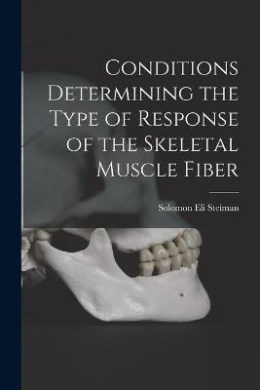 Conditions
Determining the
Type of Response
of the Skeletal
Muscle Fiber
Solomon Eli Steiman